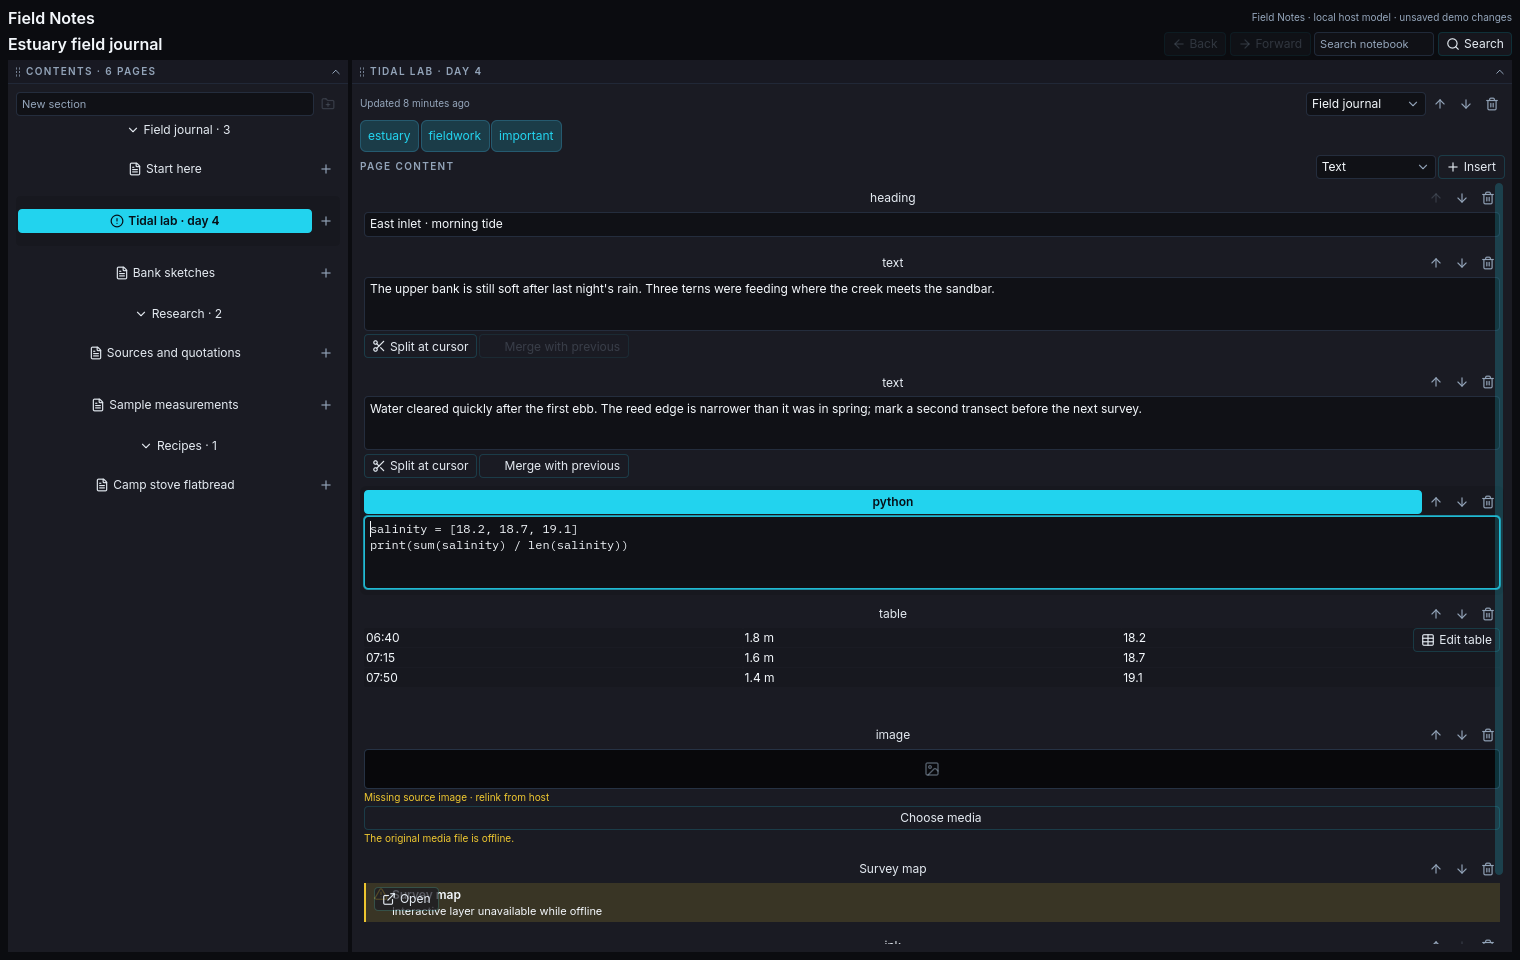 Field Notes
Field Notes · local host model · unsaved demo changes
Estuary field journal
Back
Forward
Search notebook
Search
CONTENTS · 6 PAGES
New section
Field journal · 3
Start here
Tidal lab · day 4
Bank sketches
Research · 2
Sources and quotations
Sample measurements
Recipes · 1
Camp stove flatbread
TIDAL LAB · DAY 4
Updated 8 minutes ago
Field journal
estuary
fieldwork
important
PAGE CONTENT
Text
Insert
heading
East inlet · morning tide
text
The upper bank is still soft after last night's rain. Three terns were feeding where the creek meets the sandbar.
Split at cursor
Merge with previous
text
Water cleared quickly after the first ebb. The reed edge is narrower than it was in spring; mark a second transect before the next survey.
Split at cursor
Merge with previous
python
salinity = [18.2, 18.7, 19.1]
print(sum(salinity) / len(salinity))
table
06:40 1.8 m 18.2
Edit table
07:15 1.6 m 18.7
07:50 1.4 m 19.1
image
Missing source image · relink from host
Choose media
The original media file is offline.
Survey map
Survey map
Open
Interactive layer unavailable while offline